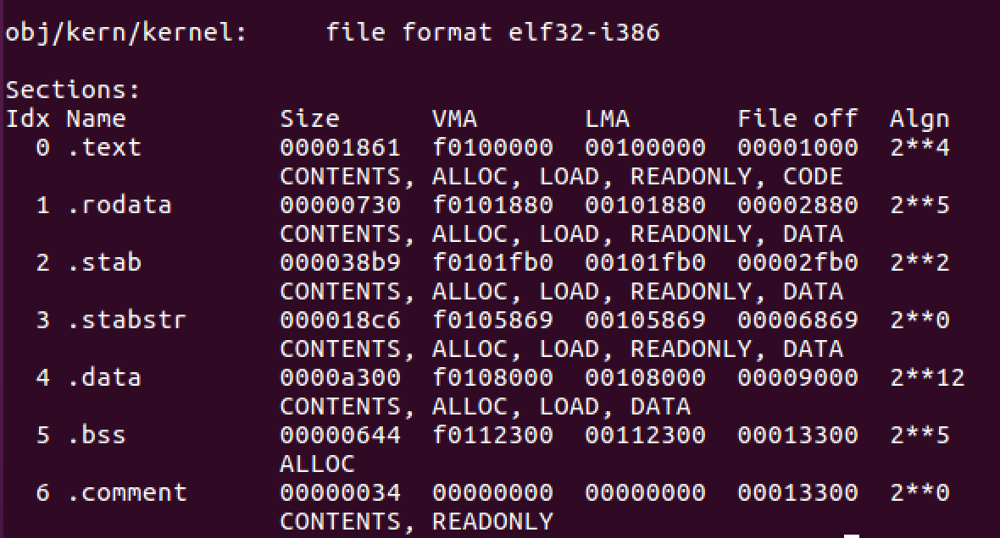 obj/kern/kernel:     file format elf32-i386
Sections:
Idx Name          Size      VMA       LMA       File off  Algn
  0 .text         00001861  f0100000  00100000  00001000  2**4
                  CONTENTS, ALLOC, LOAD, READONLY, CODE
  1 .rodata       00000730  f0101880  00101880  00002880  2**5
                  CONTENTS, ALLOC, LOAD, READONLY, DATA
  2 .stab         000038b9  f0101fb0  00101fb0  00002fb0  2**2
                  CONTENTS, ALLOC, LOAD, READONLY, DATA
  3 .stabstr      000018c6  f0105869  00105869  00006869  2**0
                  CONTENTS, ALLOC, LOAD, READONLY, DATA
  4 .data         0000a300  f0108000  00108000  00009000  2**12
                  CONTENTS, ALLOC, LOAD, DATA
  5 .bss          00000644  f0112300  00112300  00013300  2**5
                  ALLOC
  6 .comment      00000034  00000000  00000000  00013300  2**0
                  CONTENTS, READONLY